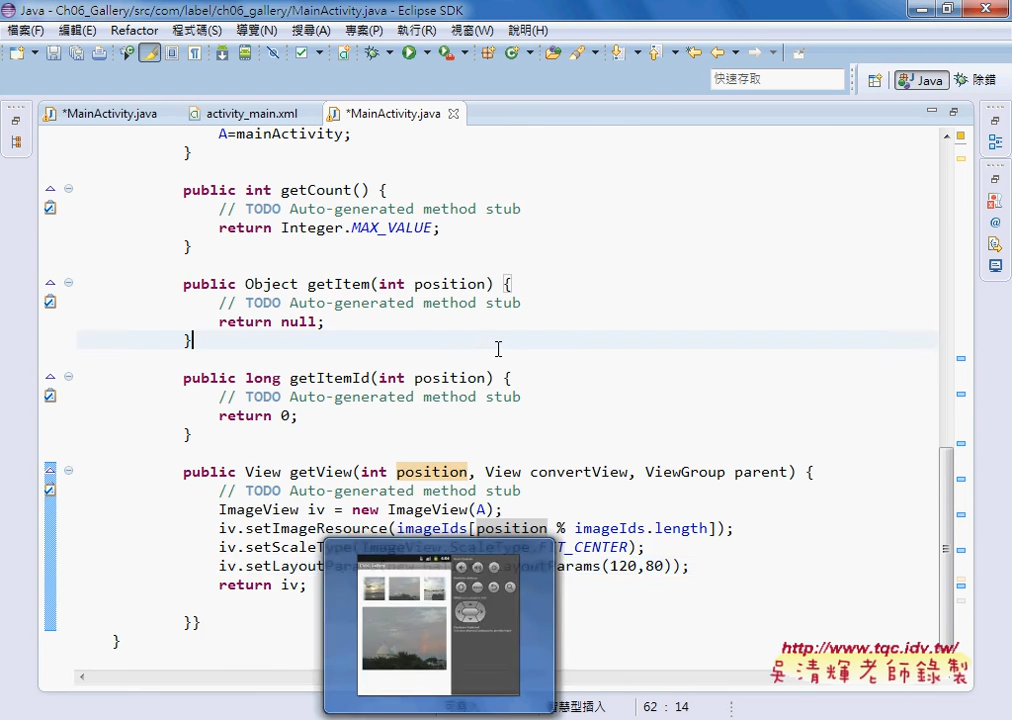 Java - Ch06_Gallery/src/com/label/ch06_gallery/MainActivity.java - Eclipse SDK
檔案(F) 編輯(E) Refactor 程式碼(S) 導覽(N) 搜尋(A) 專案(P) 執行(R) 視窗(W) 說明(H)
快速存取 Java 除錯
*MainActivity.java activity_main.xml *MainActivity.java
A=mainActivity;
}
public int getCount() {
// TODO Auto-generated method stub
return Integer.MAX_VALUE;
}
public Object getItem(int position) {
// TODO Auto-generated method stub
return null;
}
public long getItemId(int position) {
// TODO Auto-generated method stub
return 0;
}
public View getView(int position, View convertView, ViewGroup parent) {
// TODO Auto-generated method stub
ImageView iv = new ImageView(A);
iv.setImageResource(imageIds[position % imageIds.length]);
iv.setScaleType(ImageView.ScaleType.FIT_CENTER);
iv.setLayoutParams(120,80));
return iv;
}}
}
http://www.tqc.idv.tw/
吳清輝老師錄製
智慧型插入 62 : 14